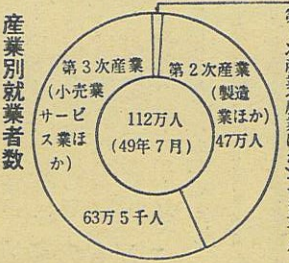 産業別就業者数
第3次産業
(小売業
サービ
ス業ほ
か)
63万5千人
第2次産業
(製造
業ほか)
47万人
112万人
(49年7月)